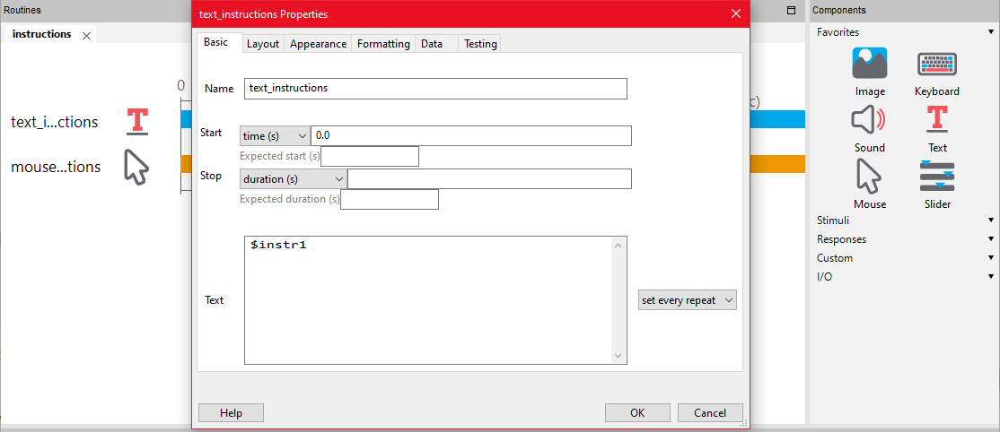 Routines
instructions
0
text_i...ctions
mouse...tions
c)
text_instructions Properties
Basic
Layout
Appearance
Formatting
Data
Testing
Name
text_instructions
Start
time (s)
0.0
Expected start (s)
Stop
duration (s)
Expected duration (s)
Text
$instr1
set every repeat
Help
OK
Cancel
Components
Favorites
Image
Keyboard
Sound
Text
Mouse
Slider
Stimuli
Responses
Custom
I/O